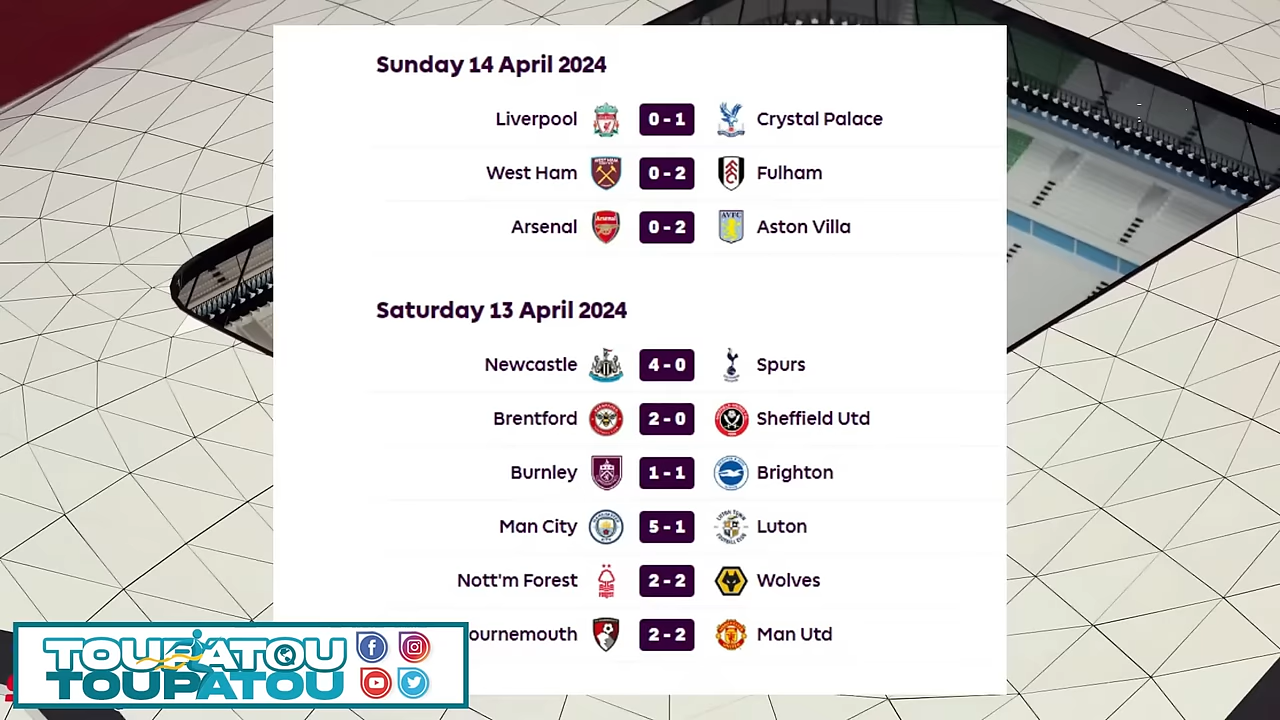 Sunday 14 April 2024
Liverpool 0 - 1 Crystal Palace
West Ham 0 - 2 Fulham
Arsenal 0 - 2 Aston Villa
Saturday 13 April 2024
Newcastle 4 - 0 Spurs
Brentford 2 - 0 Sheffield Utd
Burnley 1 - 1 Brighton
Man City 5 - 1 Luton
Nott'm Forest 2 - 2 Wolves
ournemouth 2 - 2 Man Utd
TOUPATOU
TOUPATOU